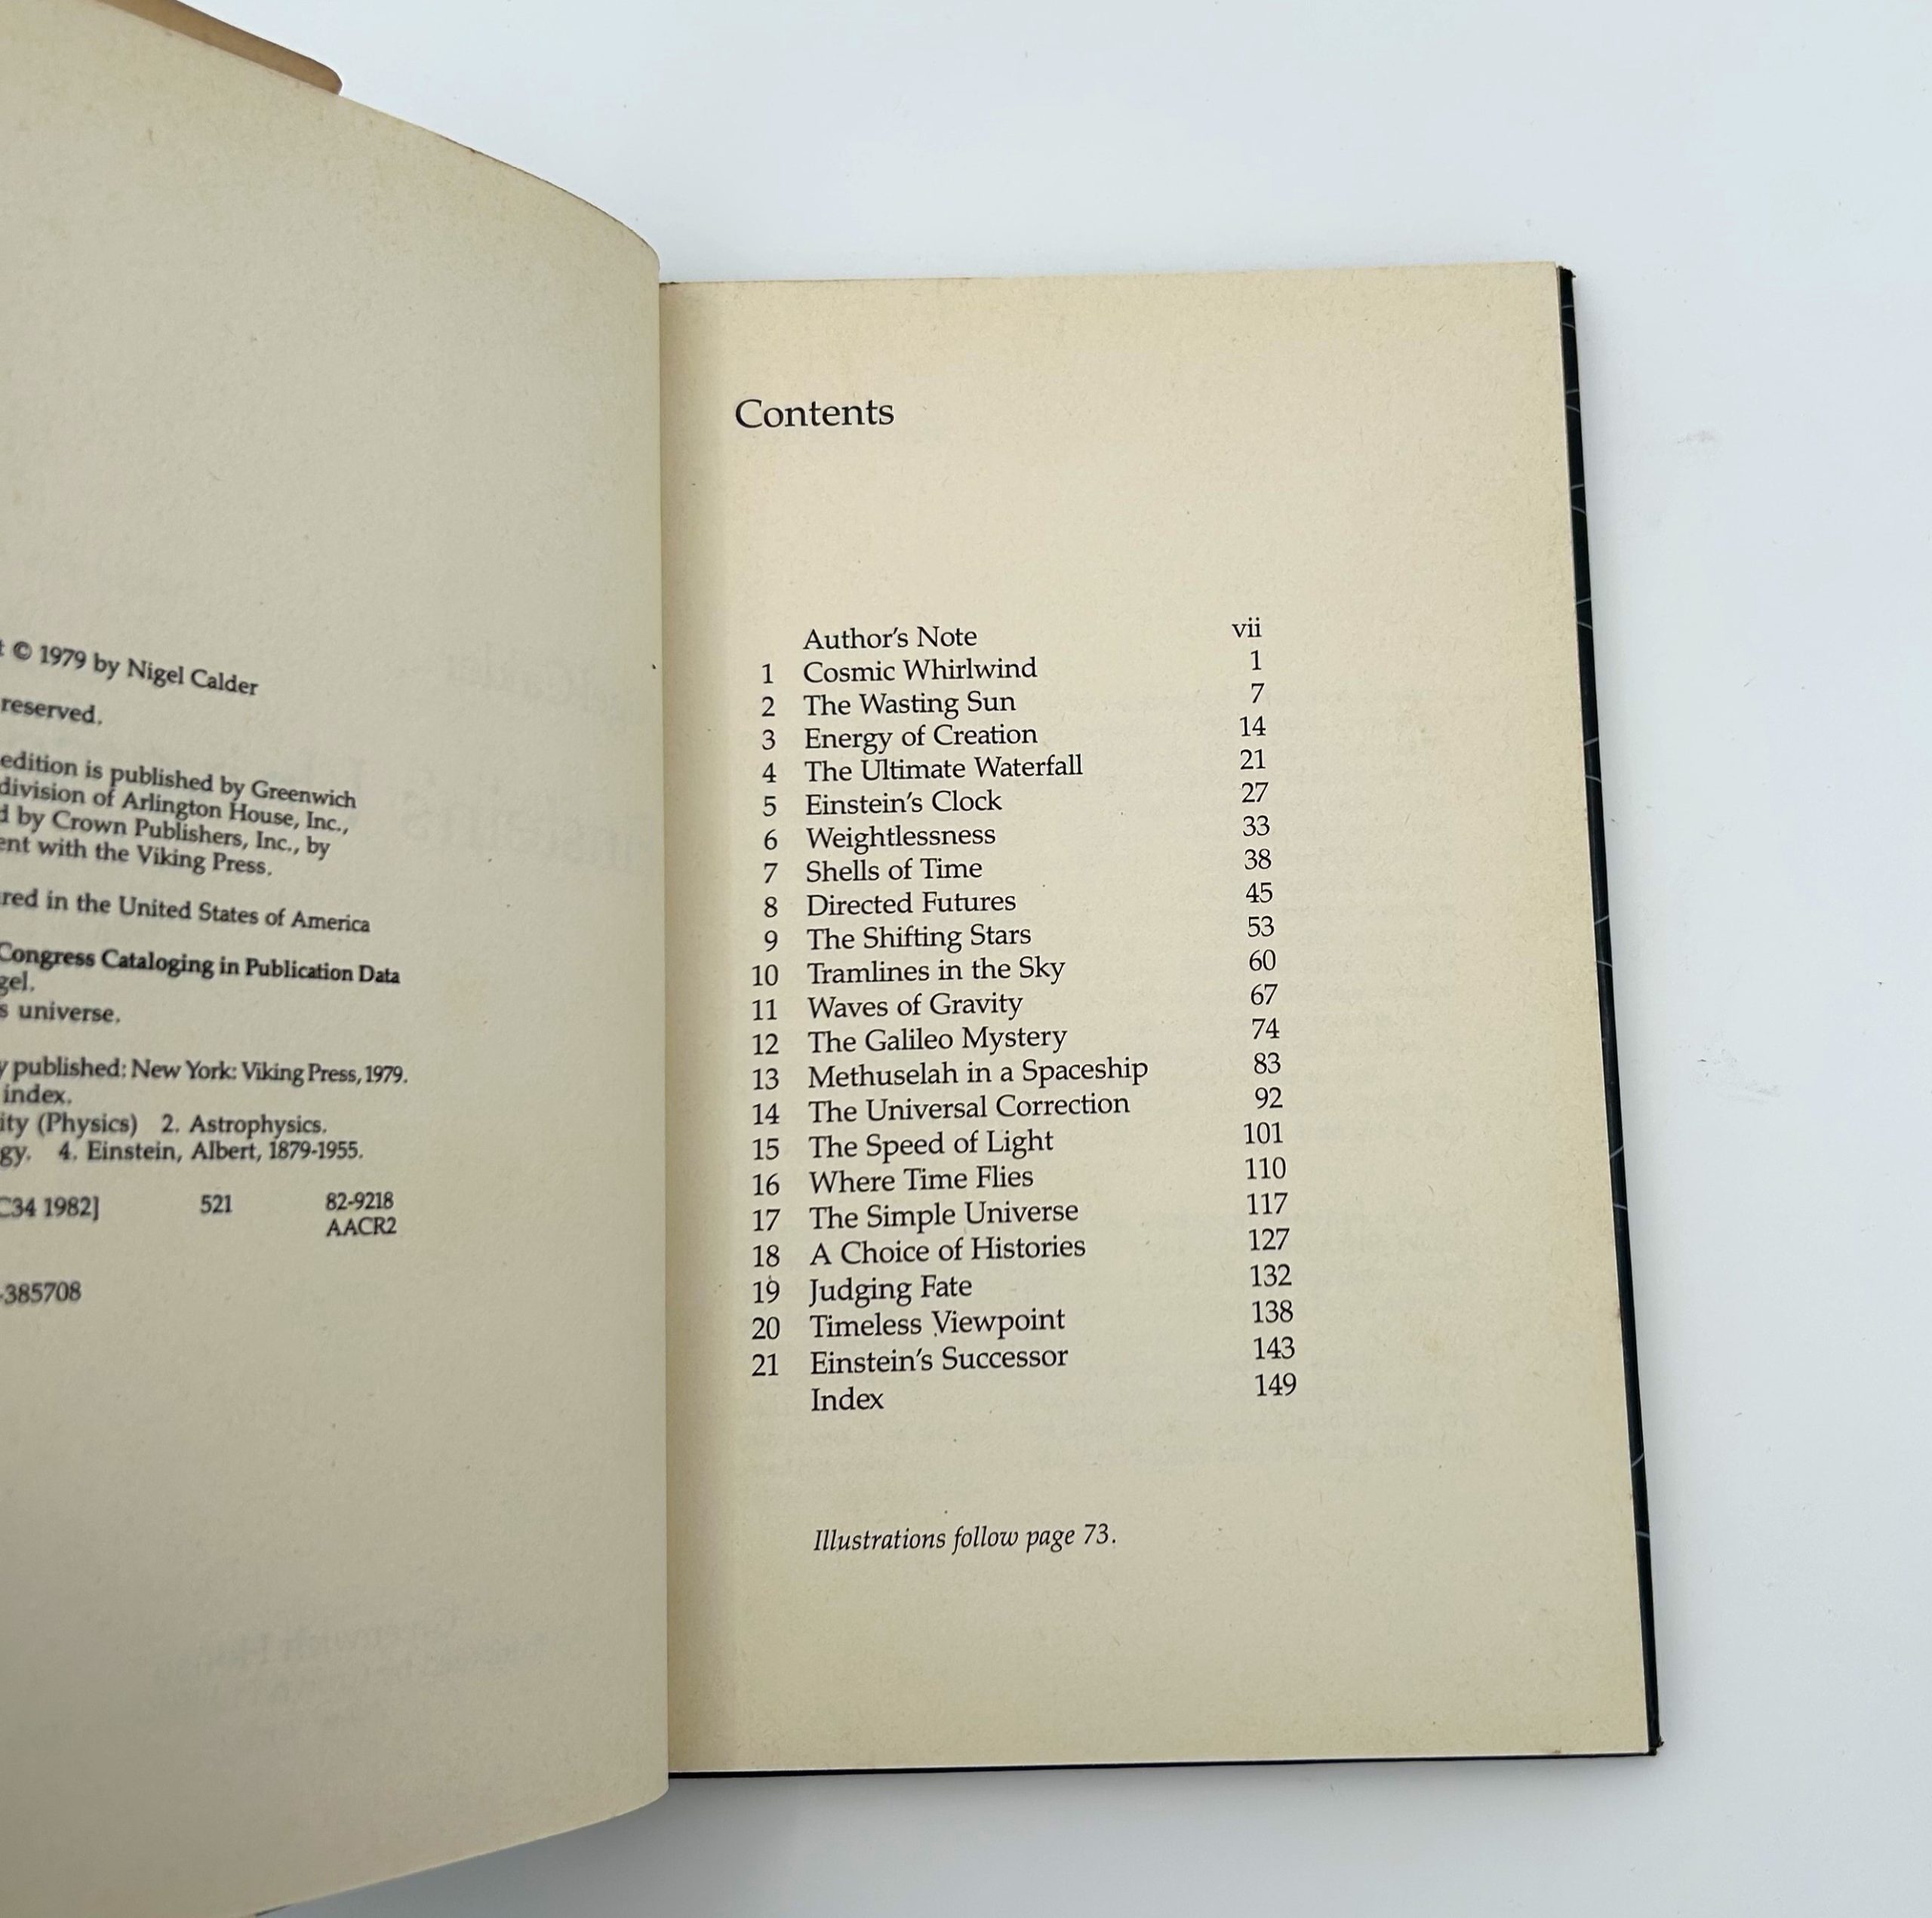 © 1979 by Nigel Calder
reserved.
edition is published by Greenwich
division of Arlington House, Inc.,
by Crown Publishers, Inc., by
with the Viking Press.
in the United States of America
Congress Cataloging in Publication Data
universe.
published: New York: Viking Press, 1979.
index.
(Physics) 2. Astrophysics.
4. Einstein, Albert, 1879-1955.
C34 1982] 521 82-9218
AACR2
-385708
Contents
Author's Note vii
1 Cosmic Whirlwind 1
2 The Wasting Sun 7
3 Energy of Creation 14
4 The Ultimate Waterfall 21
5 Einstein's Clock 27
6 Weightlessness 33
7 Shells of Time 38
8 Directed Futures 45
9 The Shifting Stars 53
10 Tramlines in the Sky 60
11 Waves of Gravity 67
12 The Galileo Mystery 74
13 Methuselah in a Spaceship 83
14 The Universal Correction 92
15 The Speed of Light 101
16 Where Time Flies 110
17 The Simple Universe 117
18 A Choice of Histories 127
19 Judging Fate 132
20 Timeless Viewpoint 138
21 Einstein's Successor 143
Index 149
Illustrations follow page 73.